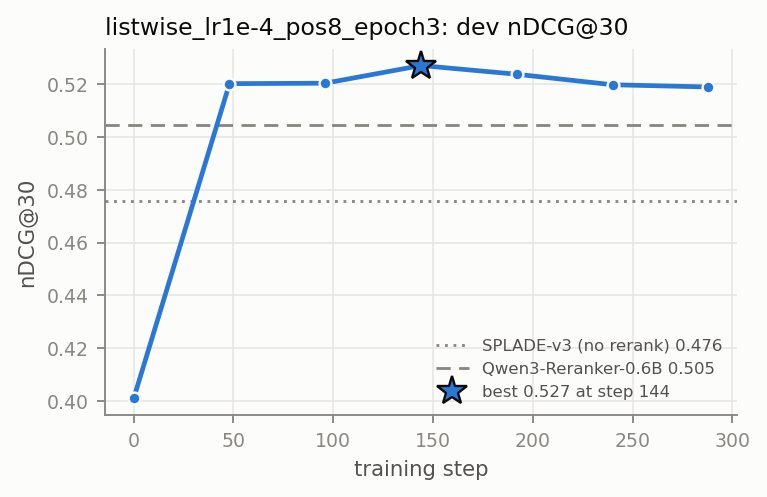 listwise_lr1e-4_pos8_epoch3: dev nDCG@30
nDCG@30
0.52
0.50
0.48
0.46
0.44
0.42
0.40
SPLADE-v3 (no rerank) 0.476
Qwen3-Reranker-0.6B 0.505
best 0.527 at step 144
0 50 100 150 200 250 300
training step